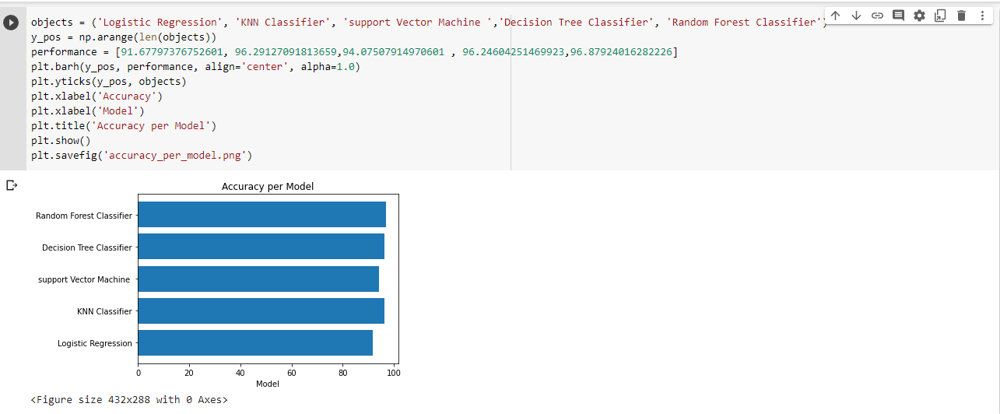 objects = ('Logistic Regression', 'KNN Classifier', 'support Vector Machine ','Decision Tree Classifier', 'Random Forest Classifier')
y_pos = np.arange(len(objects))
performance = [91.67797376752601, 96.29127091813659,94.07507914970601 , 96.24604251469923,96.87924016282226]
plt.barh(y_pos, performance, align='center', alpha=1.0)
plt.yticks(y_pos, objects)
plt.xlabel('Accuracy')
plt.xlabel('Model')
plt.title('Accuracy per Model')
plt.show()
plt.savefig('accuracy_per_model.png')
Accuracy per Model
Random Forest Classifier
Decision Tree Classifier
support Vector Machine
KNN Classifier
Logistic Regression
0 20 40 60 80 100
Model
<Figure size 432x288 with 0 Axes>